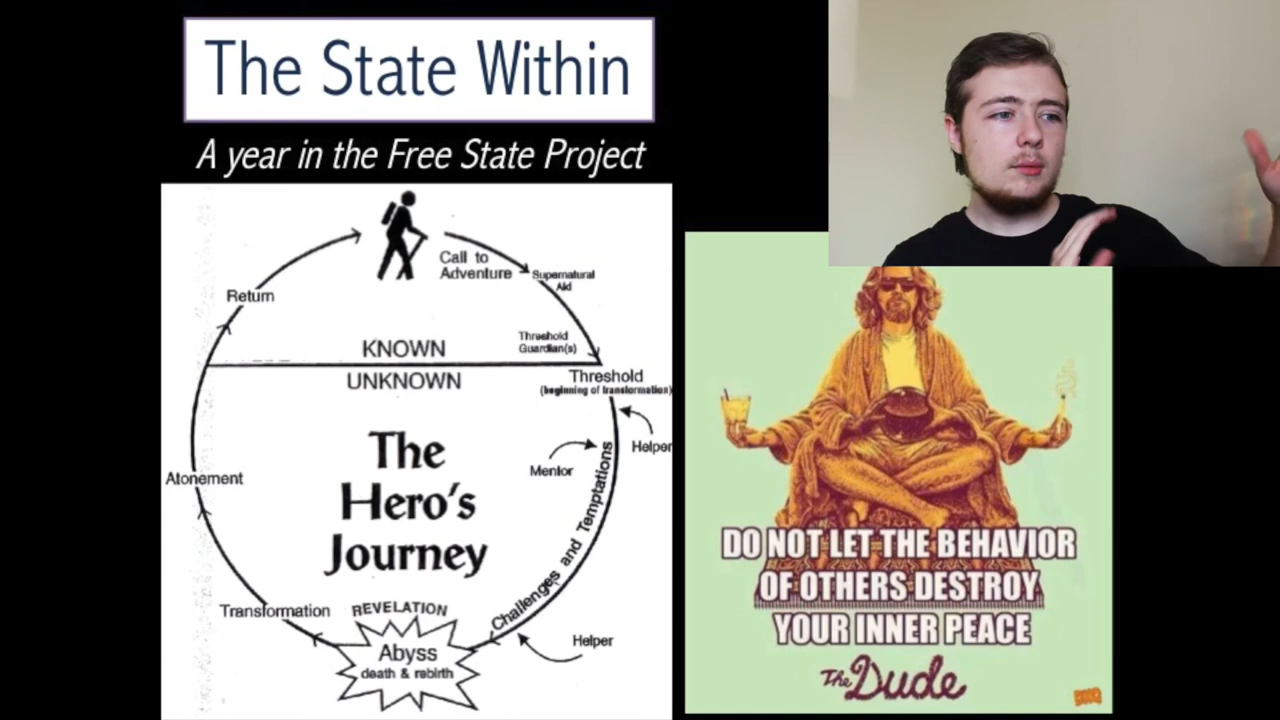 The State Within
A year in the Free State Project
Call to
Adventure
Supernatural
Aid
Return
Threshold
Guardian(s)
KNOWN
UNKNOWN
Threshold
(beginning of transformation)
Helper
The
Hero's
Journey
Mentor
Atonement
Challenges and Temptations
Transformation
REVELATION
Abyss
death & rebirth
Helper
DO NOT LET THE BEHAVIOR
OF OTHERS DESTROY
YOUR INNER PEACE
The Dude